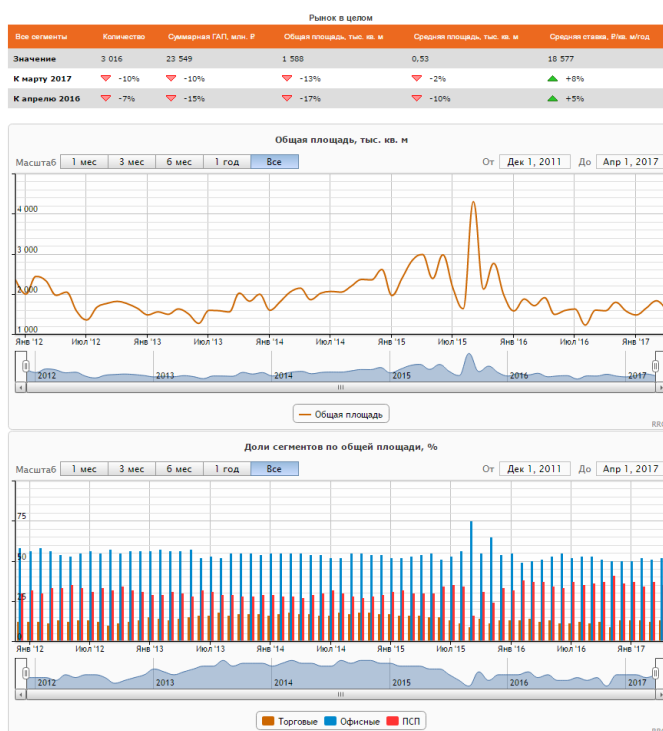 Рынок в целом
Все сегменты Количество Суммарная ГАП, млн. ₽ Общая площадь, тыс. кв. м Средняя площадь, тыс. кв. м Средняя ставка, ₽/кв. м/год
Значение 3 016 23 549 1 588 0,53 18 577
К марту 2017 -10% -10% -13% -2% +8%
К апрелю 2016 -7% -15% -17% -10% +5%
Общая площадь, тыс. кв. м
Масштаб 1 мес 3 мес 6 мес 1 год Все От Дек 1, 2011 До Апр 1, 2017
4 000
3 000
2 000
1 000
Янв '12 Июл '12 Янв '13 Июл '13 Янв '14 Июл '14 Янв '15 Июл '15 Янв '16 Июл '16 Янв '17
2012 2013 2014 2015 2016 2017
Общая площадь
RRG
Доли сегментов по общей площади, %
Масштаб 1 мес 3 мес 6 мес 1 год Все От Дек 1, 2011 До Апр 1, 2017
75
50
25
0
Янв '12 Июл '12 Янв '13 Июл '13 Янв '14 Июл '14 Янв '15 Июл '15 Янв '16 Июл '16 Янв '17
2012 2013 2014 2015 2016 2017
Торговые Офисные ПСП